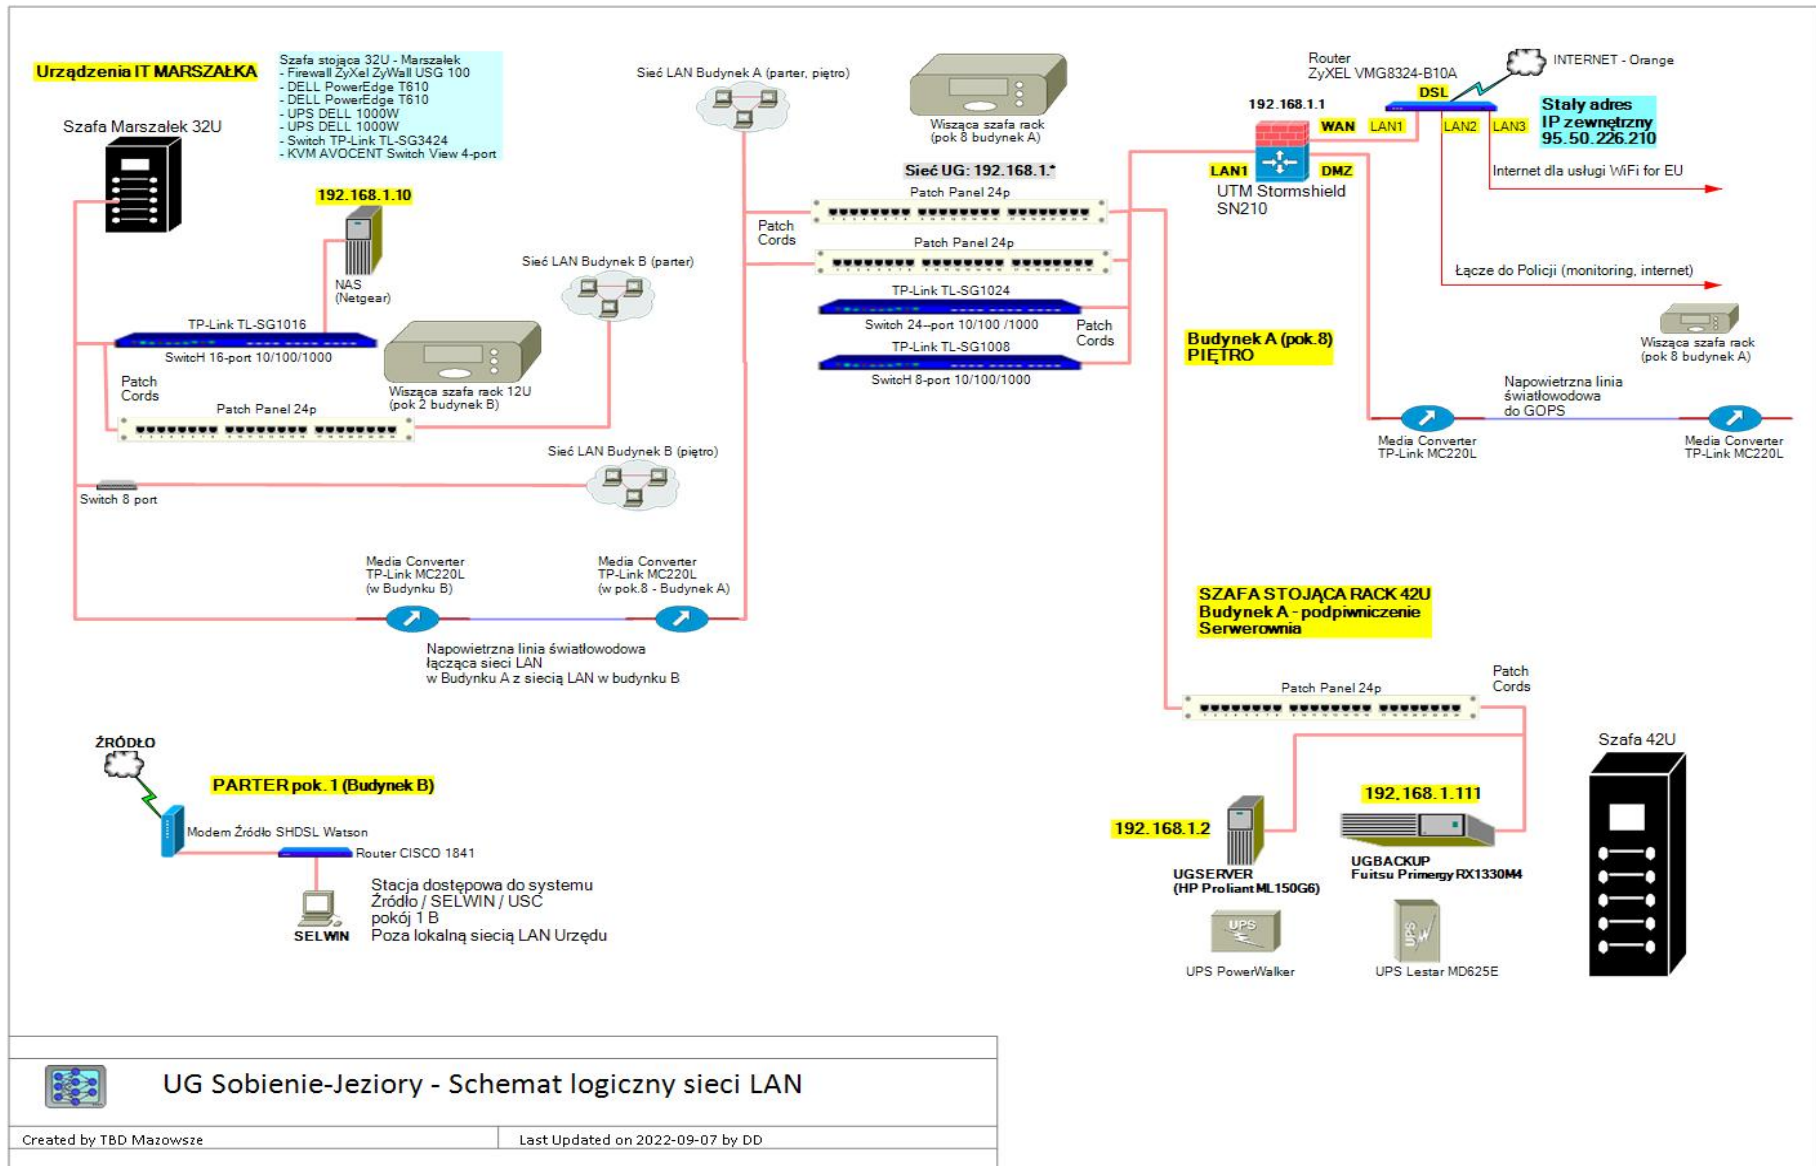 Urządzenia IT MARSZAŁKA
Szafa stojąca 32U - Marszałek
- Firewall ZyXel ZyWall USG 100
- DELL PowerEdge T610
- DELL PowerEdge T610
- UPS DELL 1000W
- UPS DELL 1000W
- Switch TP-Link TL-SG3424
- KVM AVOCENT Switch View 4-port
Szafa Marszałek 32U
192.168.1.10
NAS
(Netgear)
TP-Link TL-SG1016
SwitcH 16-port 10/100/1000
Patch
Cords
Patch Panel 24p
Wisząca szafa rack 12U
(pok 2 budynek B)
Sieć LAN Budynek B (parter)
Sieć LAN Budynek B (piętro)
Switch 8 port
Media Converter
TP-Link MC220L
(w Budynku B)
Media Converter
TP-Link MC220L
(w pok.8 - Budynek A)
Napowietrzna linia światłowodowa
łącząca sieci LAN
w Budynku A z siecią LAN w budynku B
Sieć LAN Budynek A (parter, piętro)
Wisząca szafa rack
(pok 8 budynek A)
Sieć UG: 192.168.1.*
Patch Panel 24p
Patch
Cords
Patch Panel 24p
TP-Link TL-SG1024
Switch 24--port 10/100 /1000
Patch
Cords
TP-Link TL-SG1008
SwitcH 8-port 10/100/1000
Router
ZyXEL VMG8324-B10A
INTERNET - Orange
DSL
192.168.1.1
WAN
LAN1
LAN2
LAN3
Stały adres
IP zewnętrzny
95.50.226.210
LAN1
DMZ
UTM Stormshield
SN210
Internet dla usługi WiFi for EU
Łącze do Policji (monitoring, internet)
Wisząca szafa rack
(pok 8 budynek A)
Budynek A (pok.8)
PIĘTRO
Napowietrzna linia
światłowodowa
do GOPS
Media Converter
TP-Link MC220L
Media Converter
TP-Link MC220L
SZAFA STOJĄCA RACK 42U
Budynek A - podpiwniczenie
Serwerownia
Patch Panel 24p
Patch
Cords
Szafa 42U
192.168.1.2
192,168.1.111
UGSERVER
(HP Proliant ML150G6)
UGBACKUP
Fuitsu Primergy RX1330M4
UPS
UPS PowerWalker
UPS
UPS Lestar MD625E
ŹRÓDŁO
PARTER pok. 1 (Budynek B)
Modem Źródło SHDSL Watson
Router CISCO 1841
Stacja dostępowa do systemu
Źródło / SELWIN / USC
pokój 1 B
Poza lokalną siecią LAN Urzędu
SELWIN
UG Sobienie-Jeziory - Schemat logiczny sieci LAN
Created by TBD Mazowsze
Last Updated on 2022-09-07 by DD